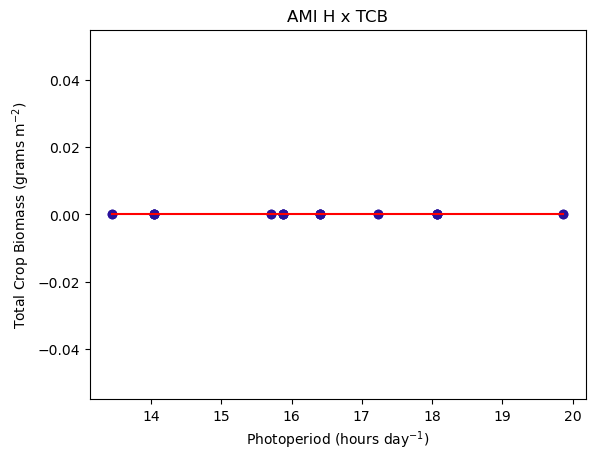 AMI H x TCB
Total Crop Biomass (grams m⁻²)
0.04
0.02
0.00
−0.02
−0.04
14 15 16 17 18 19 20
Photoperiod (hours day⁻¹)